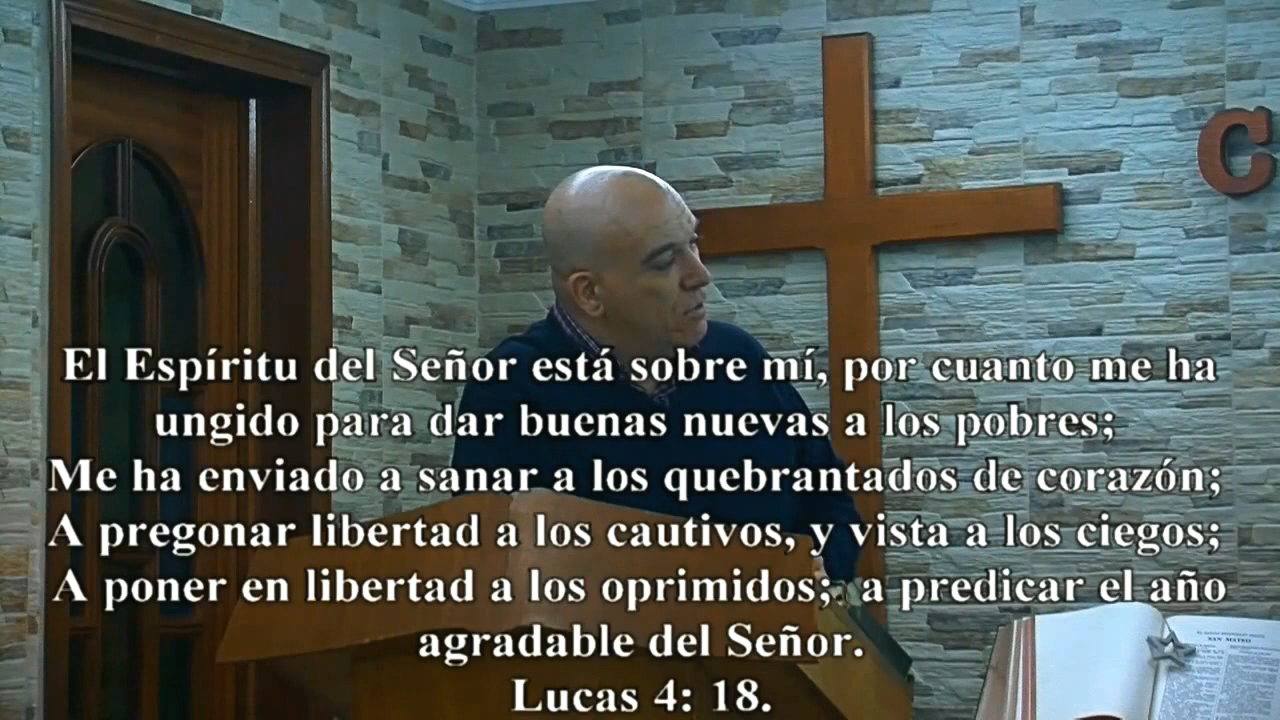 C
El Espíritu del Señor está sobre mí, por cuanto me ha
ungido para dar buenas nuevas a los pobres;
Me ha enviado a sanar a los quebrantados de corazón;
A pregonar libertad a los cautivos, y vista a los ciegos;
A poner en libertad a los oprimidos; a predicar el año
agradable del Señor.
Lucas 4: 18.
SAN MATEO